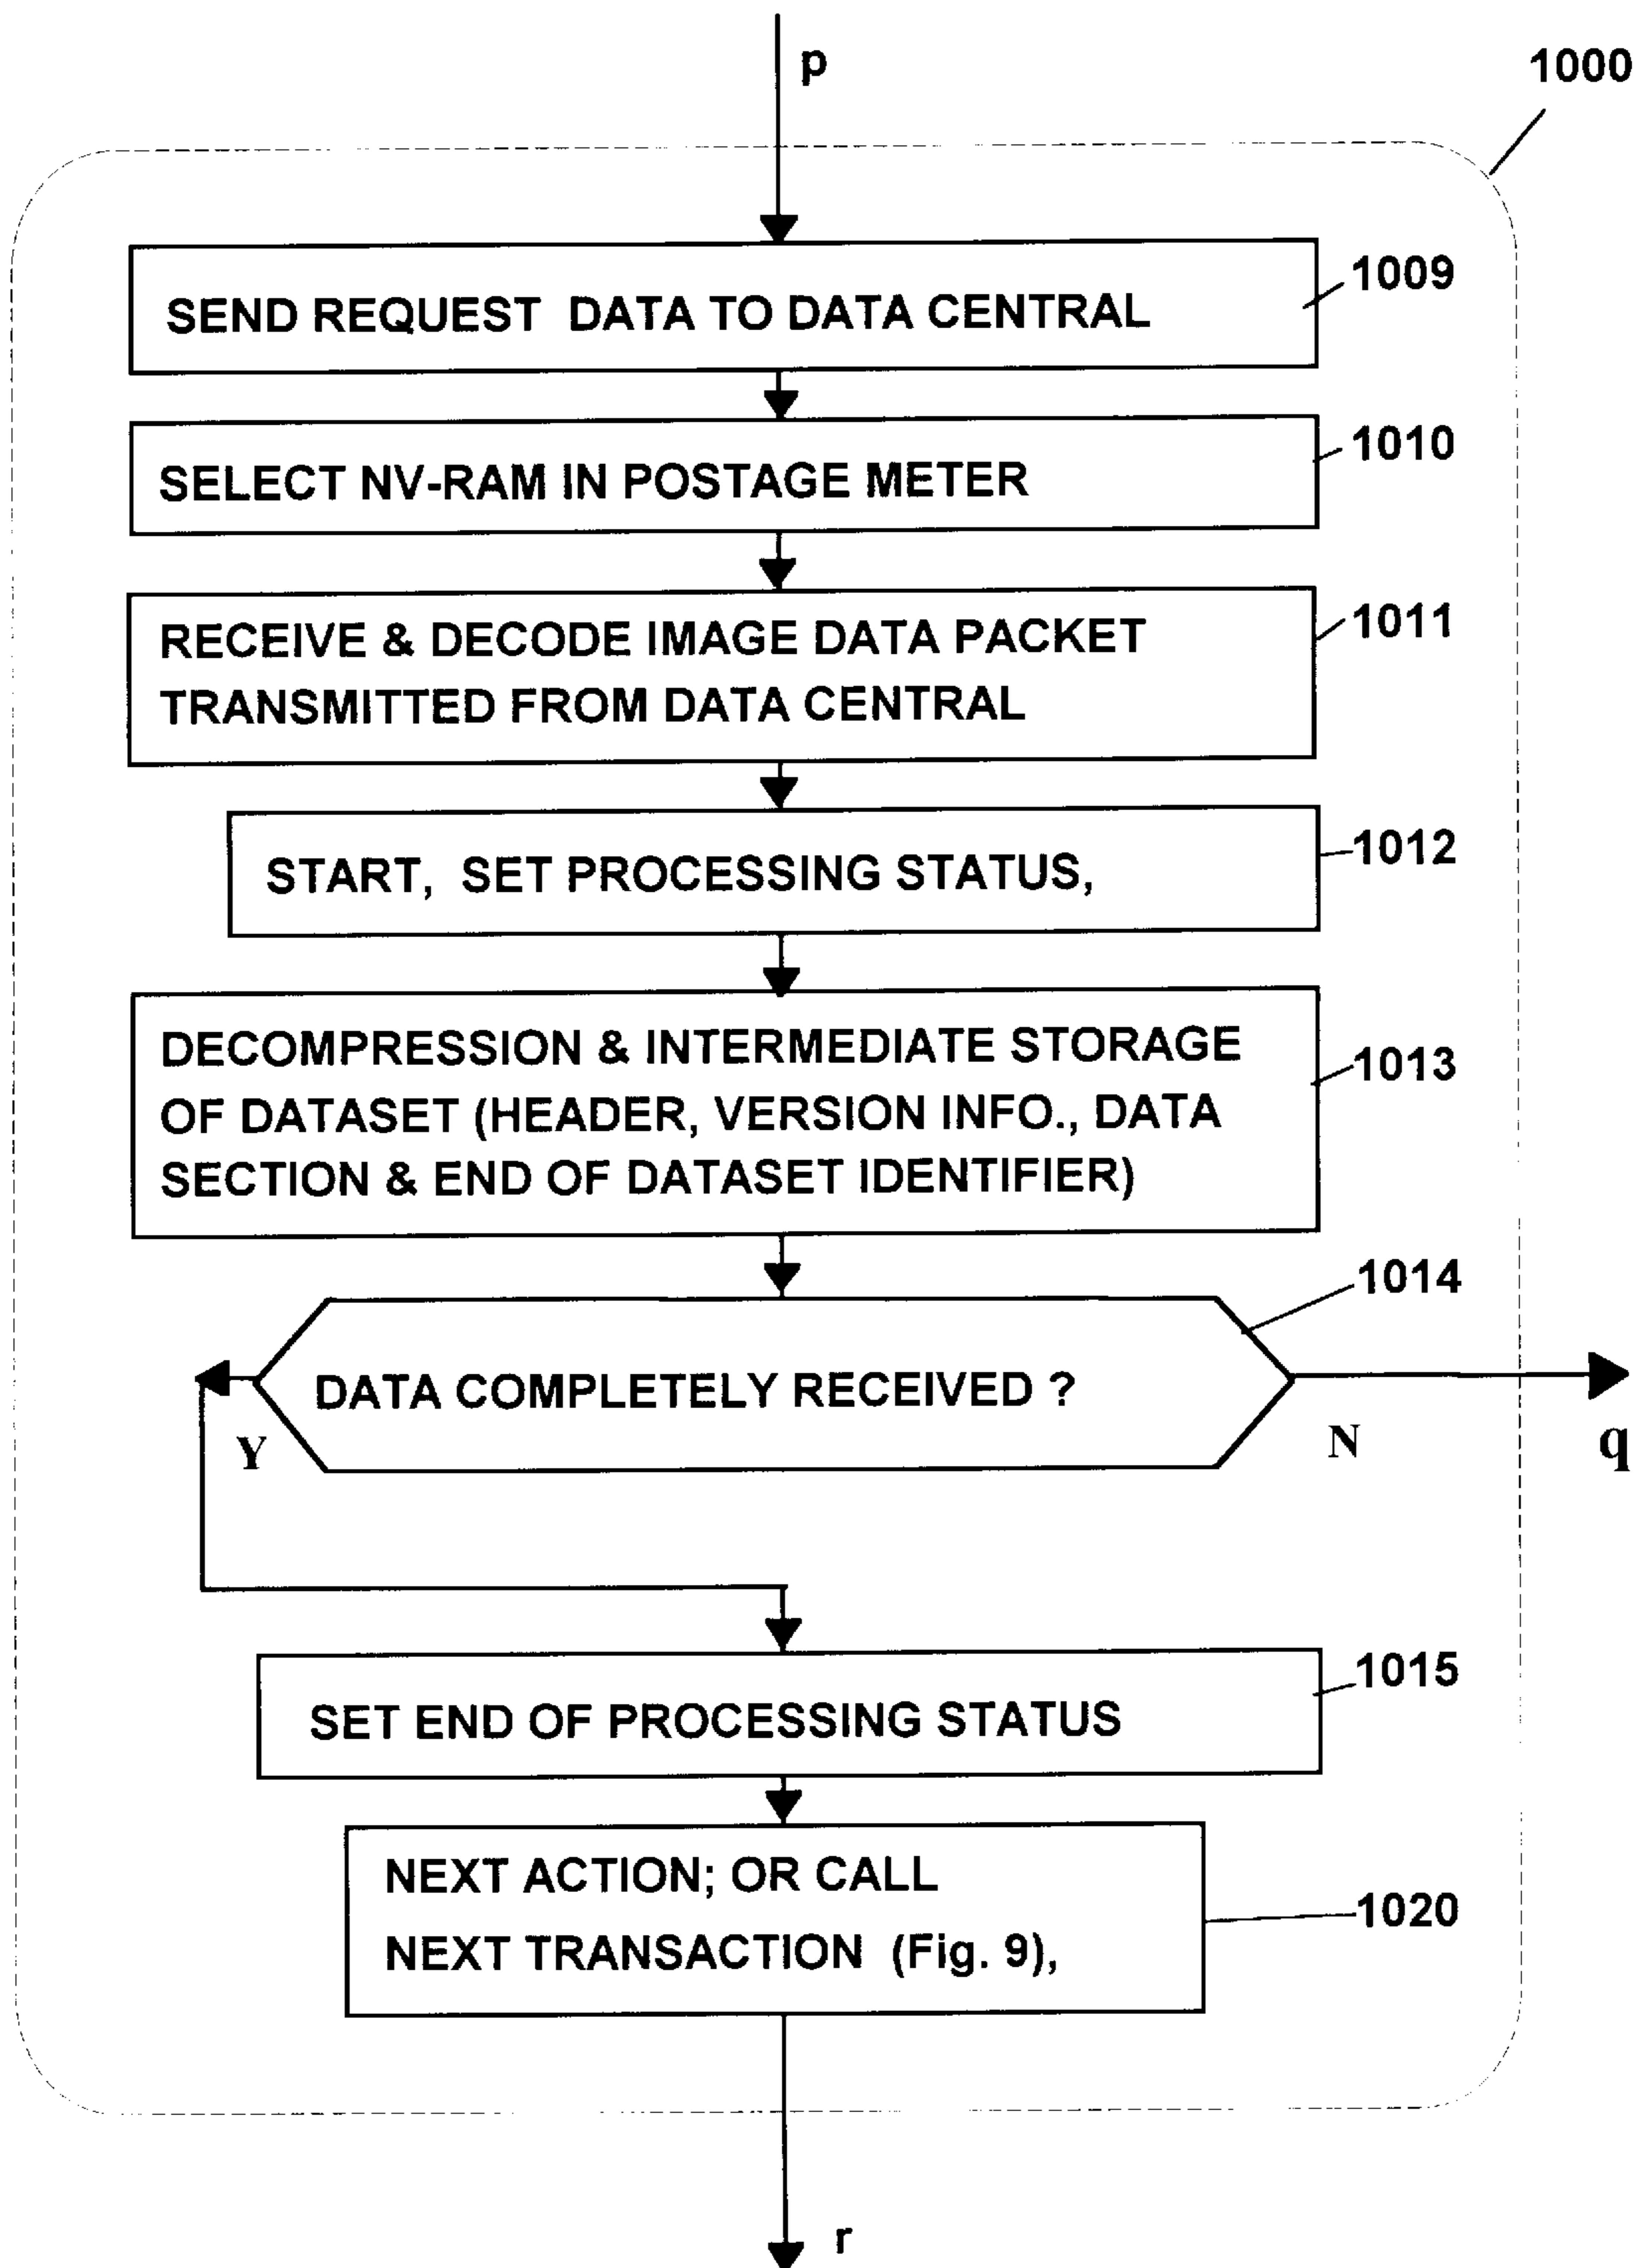 p
1000
SEND REQUEST DATA TO DATA CENTRAL
1009
SELECT NV-RAM IN POSTAGE METER
1010
RECEIVE & DECODE IMAGE DATA PACKET
TRANSMITTED FROM DATA CENTRAL
1011
START, SET PROCESSING STATUS,
1012
DECOMPRESSION & INTERMEDIATE STORAGE
OF DATASET (HEADER, VERSION INFO., DATA
SECTION & END OF DATASET IDENTIFIER)
1013
1014
DATA COMPLETELY RECEIVED ?
Y
N
q
SET END OF PROCESSING STATUS
1015
NEXT ACTION; OR CALL
NEXT TRANSACTION (Fig. 9),
1020
r